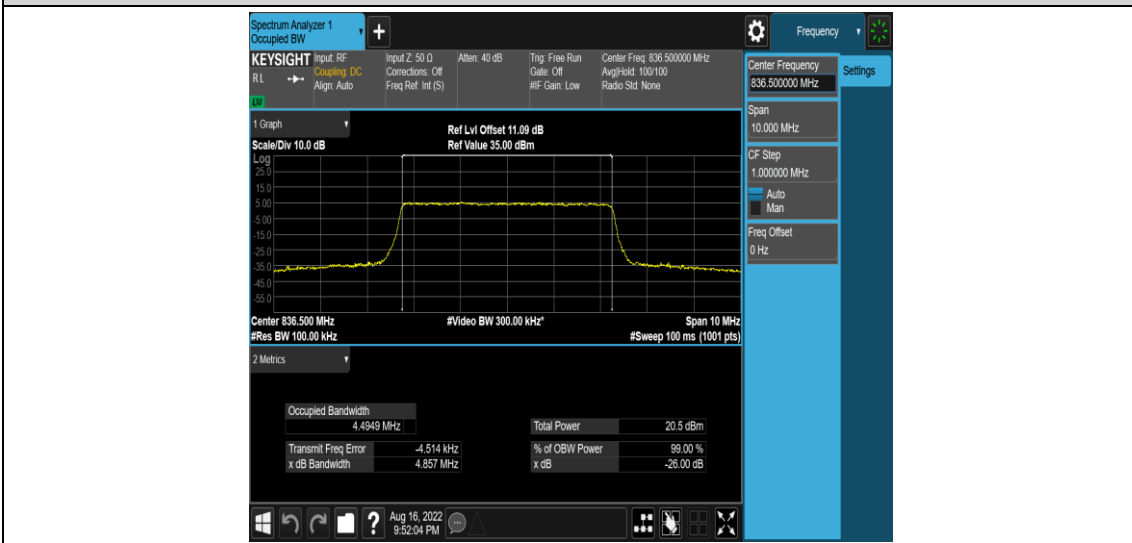 Spectrum Analyzer 1
Occupied BW
+
Frequency
KEYSIGHT
RL
LXI
Input: RF
Coupling: DC
Align: Auto
Input Z: 50 Ω
Corrections: Off
Freq Ref: Int (S)
Atten: 40 dB
Trig: Free Run
Gate: Off
#IF Gain: Low
Center Freq: 836.500000 MHz
Avg|Hold: 100/100
Radio Std: None
Center Frequency
836.500000 MHz
Settings
Span
10.000 MHz
CF Step
1.000000 MHz
Auto
Man
Freq Offset
0 Hz
1 Graph
Ref Lvl Offset 11.09 dB
Scale/Div 10.0 dB
Ref Value 35.00 dBm
Log
25.0
15.0
5.00
-5.00
-15.0
-25.0
-35.0
-45.0
-55.0
Center 836.500 MHz
#Video BW 300.00 kHz*
Span 10 MHz
#Res BW 100.00 kHz
#Sweep 100 ms (1001 pts)
2 Metrics
Occupied Bandwidth
4.4949 MHz
Total Power 20.5 dBm
Transmit Freq Error -4.514 kHz
% of OBW Power 99.00 %
x dB Bandwidth 4.857 MHz
x dB -26.00 dB
?
Aug 16, 2022
9:52:04 PM